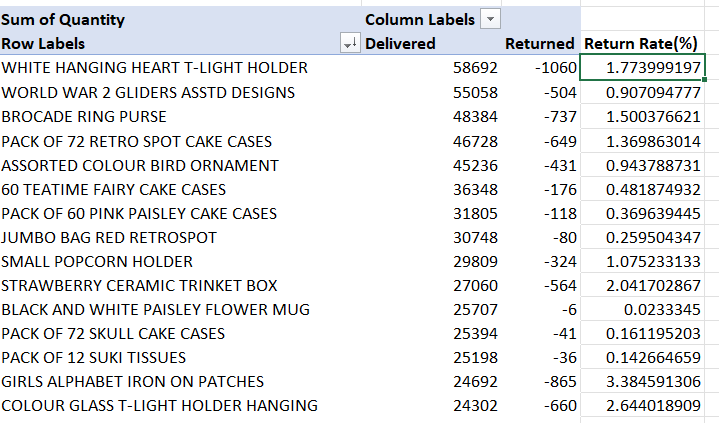 Sum of Quantity Column Labels
Row Labels Delivered Returned Return Rate(%)
WHITE HANGING HEART T-LIGHT HOLDER 58692 -1060 1.773999197
WORLD WAR 2 GLIDERS ASSTD DESIGNS 55058 -504 0.907094777
BROCADE RING PURSE 48384 -737 1.500376621
PACK OF 72 RETRO SPOT CAKE CASES 46728 -649 1.369863014
ASSORTED COLOUR BIRD ORNAMENT 45236 -431 0.943788731
60 TEATIME FAIRY CAKE CASES 36348 -176 0.481874932
PACK OF 60 PINK PAISLEY CAKE CASES 31805 -118 0.369639445
JUMBO BAG RED RETROSPOT 30748 -80 0.259504347
SMALL POPCORN HOLDER 29809 -324 1.075233133
STRAWBERRY CERAMIC TRINKET BOX 27060 -564 2.041702867
BLACK AND WHITE PAISLEY FLOWER MUG 25707 -6 0.0233345
PACK OF 72 SKULL CAKE CASES 25394 -41 0.161195203
PACK OF 12 SUKI TISSUES 25198 -36 0.142664659
GIRLS ALPHABET IRON ON PATCHES 24692 -865 3.384591306
COLOUR GLASS T-LIGHT HOLDER HANGING 24302 -660 2.644018909